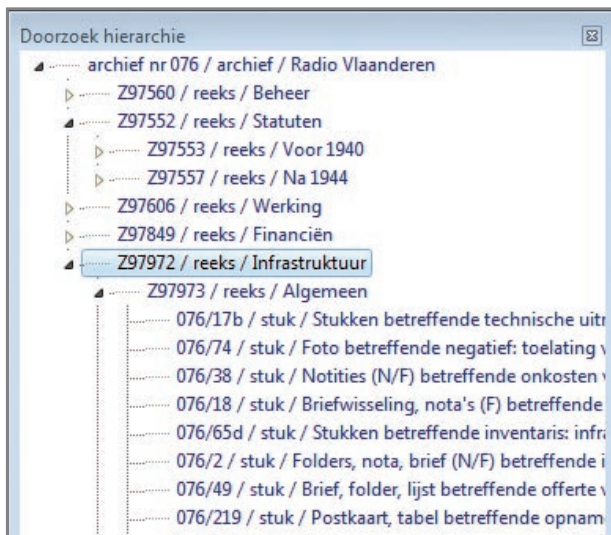 Doorzoek hierarchie
archief nr 076 / archief / Radio Vlaanderen
Z97560 / reeks / Beheer
Z97552 / reeks / Statuten
Z97553 / reeks / Voor 1940
Z97557 / reeks / Na 1944
Z97606 / reeks / Werking
Z97849 / reeks / Financiën
Z97972 / reeks / Infrastruktuur
Z97973 / reeks / Algemeen
076/17b / stuk / Stukken betreffende technische uitr
076/74 / stuk / Foto betreffende negatief: toelating v
076/38 / stuk / Notities (N/F) betreffende onkosten v
076/18 / stuk / Briefwisseling, nota's (F) betreffende
076/65d / stuk / Stukken betreffende inventaris: infra
076/2 / stuk / Folders, nota, brief (N/F) betreffende i
076/49 / stuk / Brief, folder, lijst betreffende offerte v
076/219 / stuk / Postkaart, tabel betreffende opnam